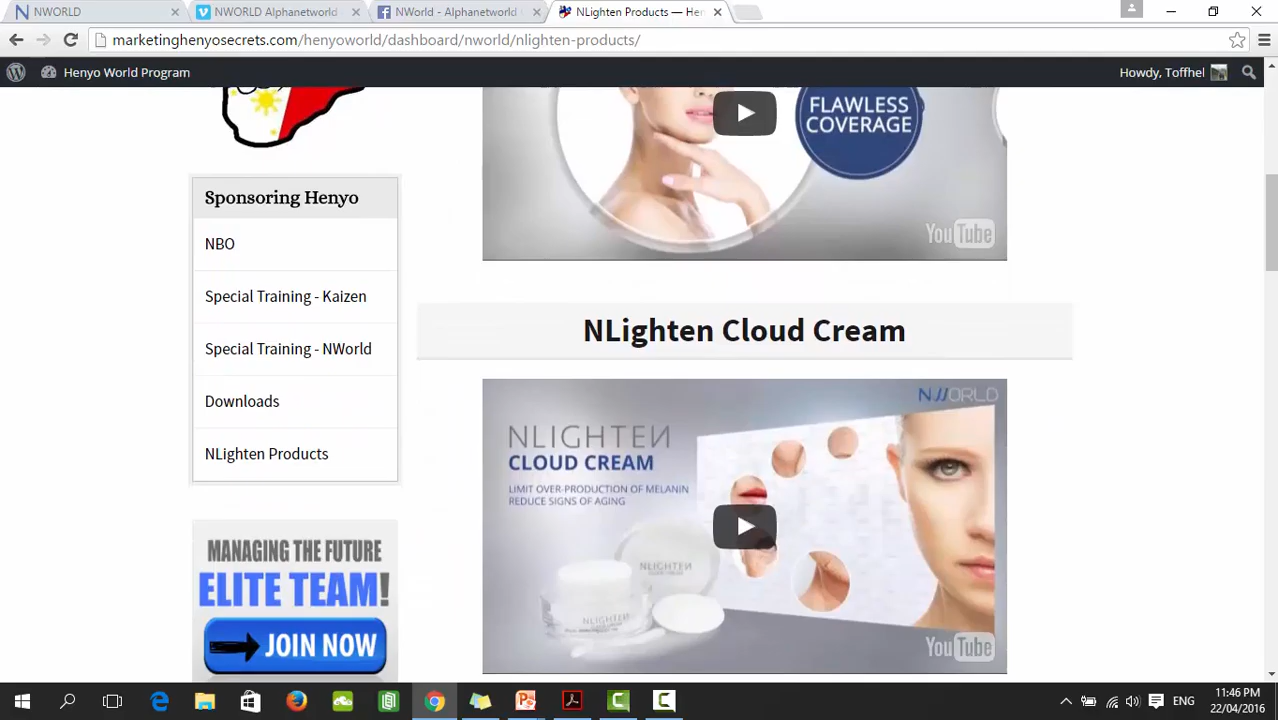 NWORLD
NWORLD Alphanetworld
NWorld - Alphanetworld
NLighten Products — Hen
marketinghenyosecrets.com/henyoworld/dashboard/nworld/nlighten-products/
Henyo World Program
Howdy, Toffhel
FLAWLESS
COVERAGE
YouTube
Sponsoring Henyo
NBO
Special Training - Kaizen
Special Training - NWorld
Downloads
NLighten Products
NLighten Cloud Cream
NWORLD
NLIGHTEN
CLOUD CREAM
LIMIT OVER-PRODUCTION OF MELANIN
REDUCE SIGNS OF AGING
NLIGHTEN
NLIGHTEN
YouTube
MANAGING THE FUTURE
ELITE TEAM!
JOIN NOW
ENG
11:46 PM
22/04/2016